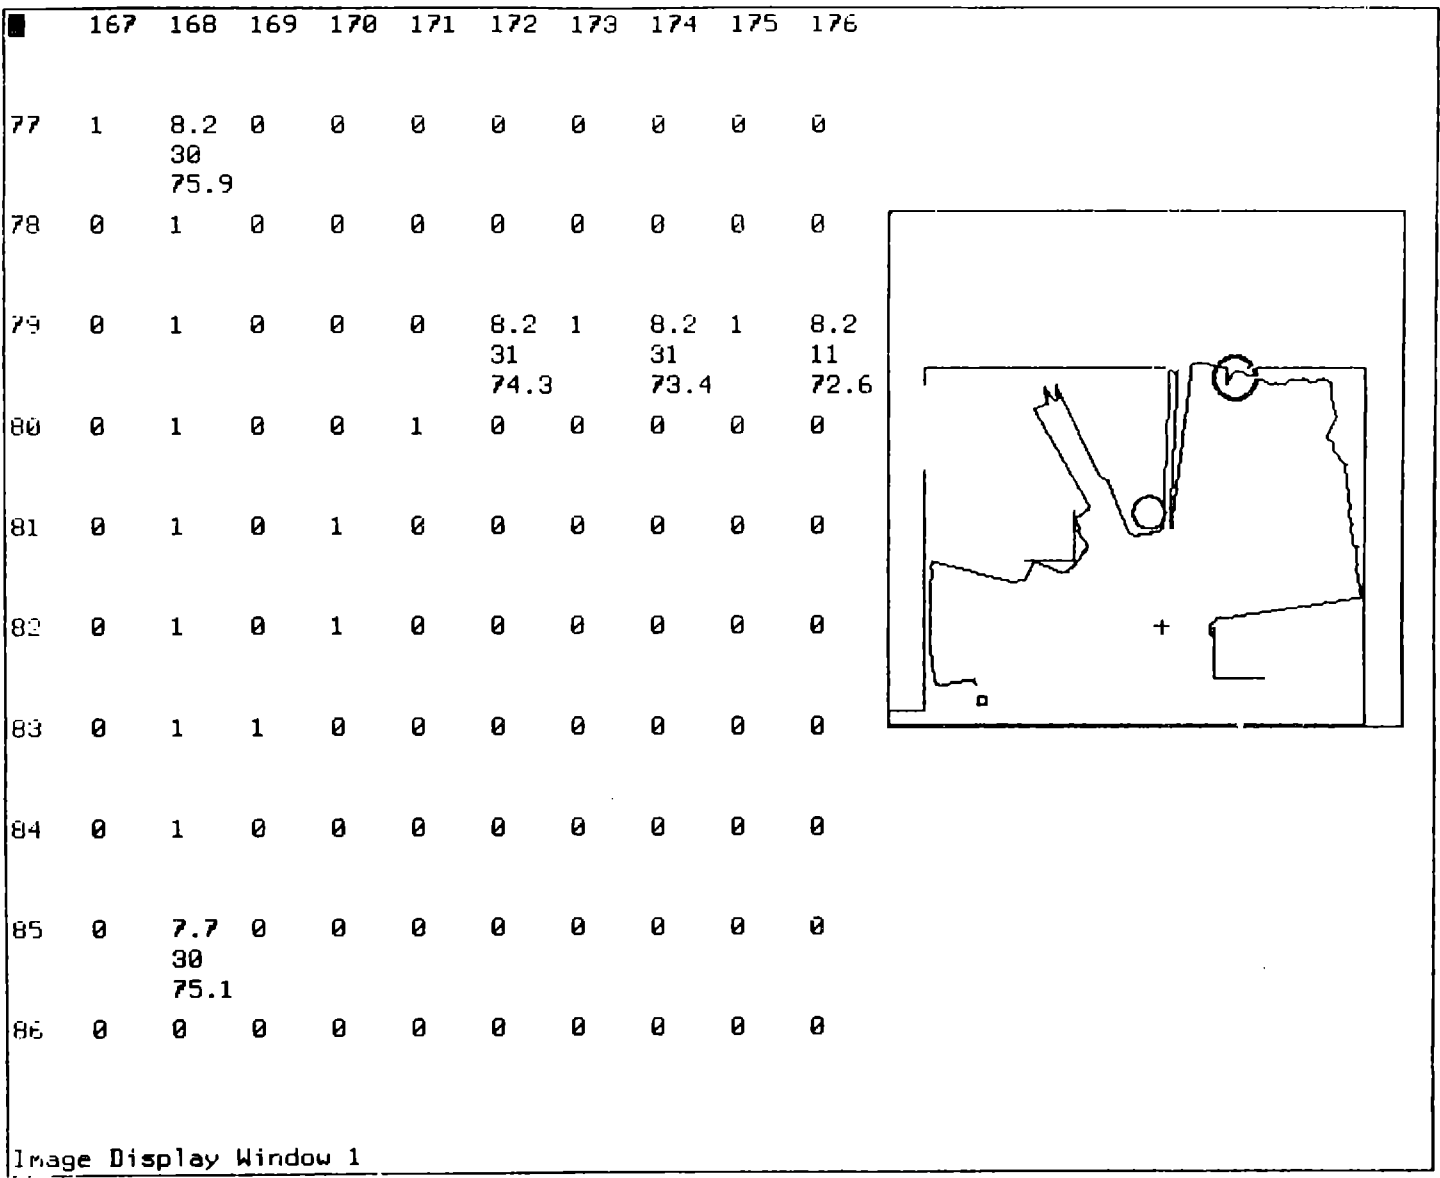 167 168 169 170 171 172 173 174 175 176
77 1 8.2 0 0 0 0 0 0 0 0
30
75.9
78 0 1 0 0 0 0 0 0 0 0
79 0 1 0 0 0 8.2 1 8.2 1 8.2
31 31 11
74.3 73.4 72.6
80 0 1 0 0 1 0 0 0 0 0
81 0 1 0 1 0 0 0 0 0 0
82 0 1 0 1 0 0 0 0 0 0
83 0 1 1 0 0 0 0 0 0 0
84 0 1 0 0 0 0 0 0 0 0
85 0 7.7 0 0 0 0 0 0 0 0
30
75.1
86 0 0 0 0 0 0 0 0 0 0
Image Display Window 1